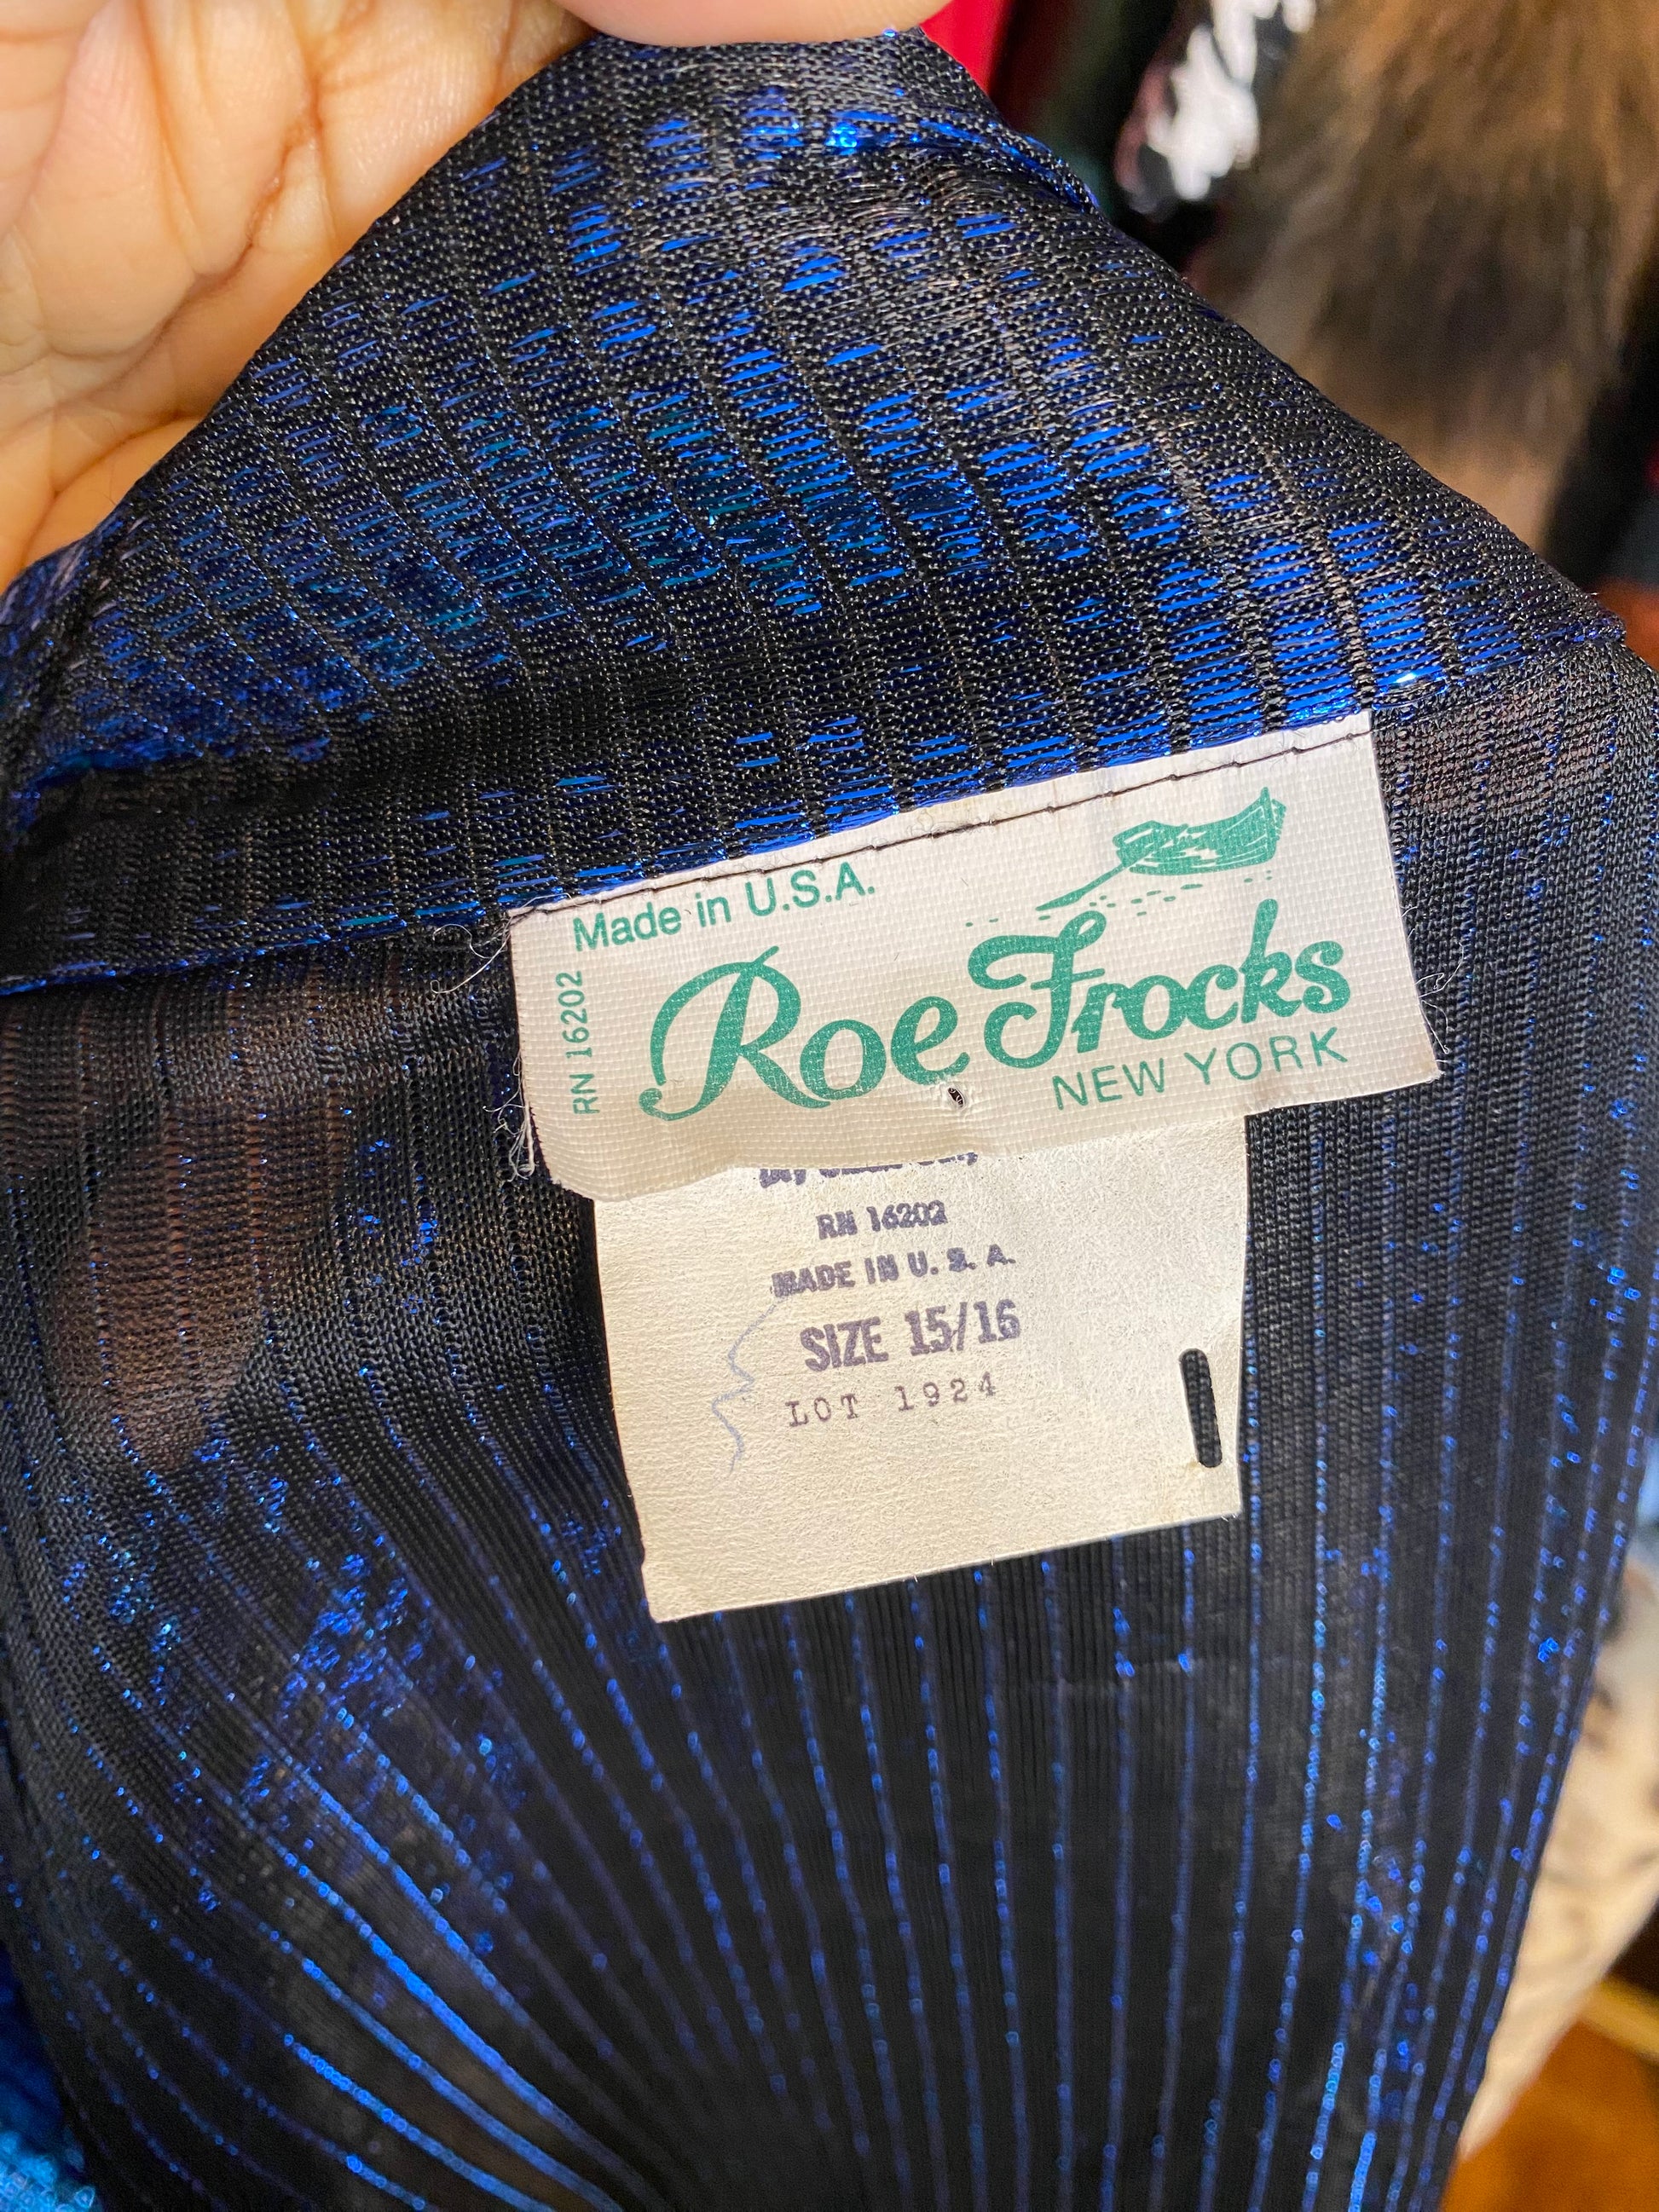 Made in U.S.A.
RN 16202
Roe Frocks
NEW YORK
RN 16202
MADE IN U. S. A.
SIZE 15/16
LOT 1924